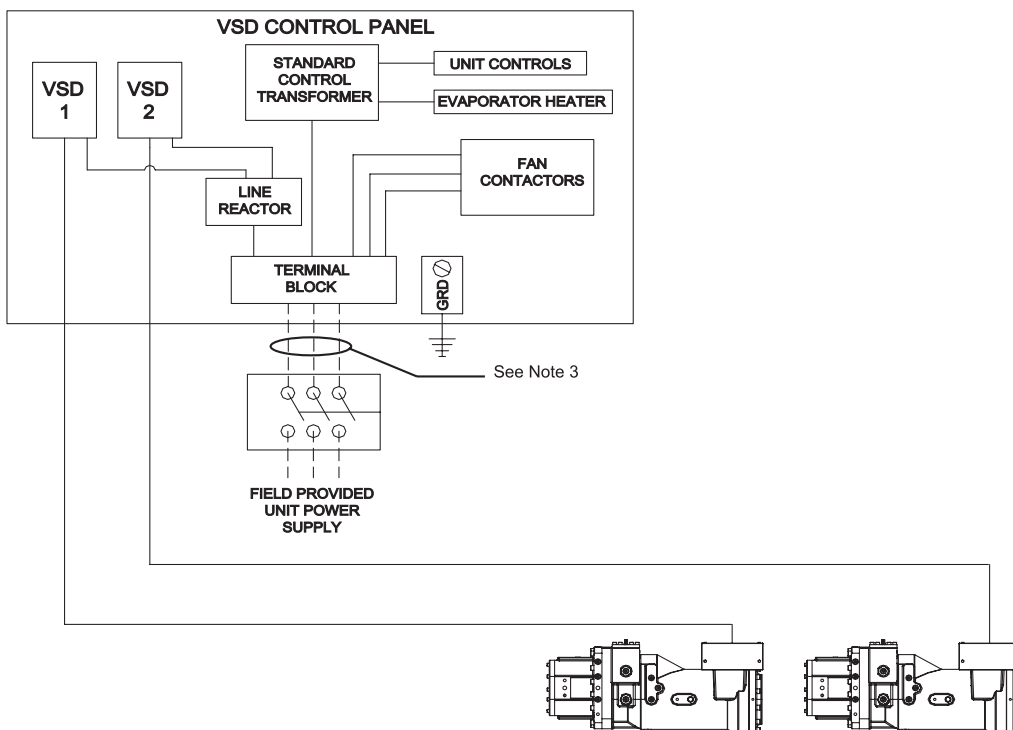 VSD CONTROL PANEL
VSD
1
VSD
2
STANDARD
CONTROL
TRANSFORMER
UNIT CONTROLS
EVAPORATOR HEATER
FAN
CONTACTORS
LINE
REACTOR
TERMINAL
BLOCK
GRD
See Note 3
FIELD PROVIDED
UNIT POWER
SUPPLY